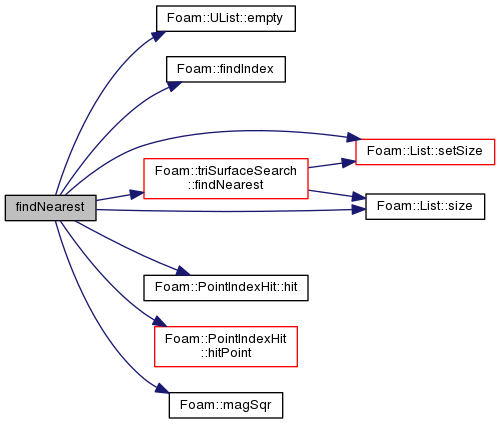 Foam::UList::empty
Foam::findIndex
Foam::List::setSize
Foam::triSurfaceSearch
::findNearest
findNearest
Foam::List::size
Foam::PointIndexHit::hit
Foam::PointIndexHit
::hitPoint
Foam::magSqr